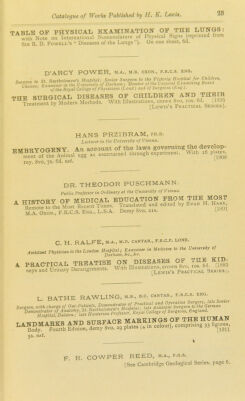 Catalogue of Works Published by H. K. Lewis. 23
TABLE OF PHYSICAL EXAMINATION OF THE LUNGS:
with Note on International Nomenclature of Physical Signs (reprinted from
Sir R. D. POWELL'S "Diseases of the Lungs"). On one sheet, 6d.
D'ARCY POWER, M.A., M.B. OXON., F.R.C.S. ENG.
Surgeon to St. Bartholomew's Hospital; Senior Surgeon to the Victoria Hospital for Children,
Chelsea; Examiner in the University of Durham; Member of the Conjoint Examining Board
of the Royal College of Physicians (Lond.) and of Surgeons (Eng.).
THE SURGICAL DISEASES OF CHILDREN AND THEIR
Treatment by Modern Methods. With Illustrations, crown 8vo, 10s. 6d. [1895
[LEWIS'S PRACTICAL SERIES].
HANS PRZIBRAM, PH.D.
Lecturer in the University of Vienna.
EMBRYOGENY. An account of the laws governing the develop-
ment of the Animal egg as ascertained through experiment. With 16 plates,
roy. 8vo, 7s. 6d. net. [1908
DR. THEODOR PUSCHMANN.
Public Professor in Ordinary at the University of Vienna.
A HISTORY OF MEDICAL EDUCATION FROM THE MOST
Remote to the Most Recent Times. Translated and edited by EVAN H. HARE,
M.A. OXON., F.R.C.S. ENG., L.S.A. Demy 8vo, 21s. [1891
C. H. RALFE, M.A., M.D. CANTAB., F.R.C.P. LOND.
Assistant Physician to the London Hospital; Examiner in Medicine to the University of
Durham, &c., &c.
A PRACTICAL TREATISE ON DISEASES OF THE KID-
neys and Urinary Derangements. With Illustrations, crown 8vo, 10s. 6d. [1885
[LEWIS'S PRACTICAL SERIES].
L. BATHE RAWLING, M.B., B.C. CANTAB., F.R.C.S. ENG.
Surgeon, with charge of Out-Patients, Demonstrator of Practical and Operative Surgery, late Senior
Demonstrator of Anatomy, St. Bartholomew's Hospital; late Assistant Surgeon to the German
Hospital, Dalston; late Hunterian Professor, Royal College of Surgeons, England.
LANDMARKS AND SURFACE MARKINGS OF THE HUMAN
Body. Fourth Edition, demy 8vo, 29 plates (4 in colour), comprising 33 figures,
5s. net. [1911
F. R. COWPER REED, M.A., F.G.S.
[See Cambridge Geological Series, page 8.